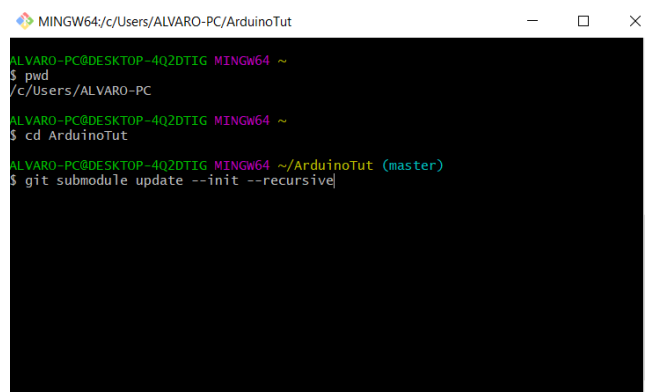 MINGW64:/c/Users/ALVARO-PC/ArduinoTut
ALVARO-PC@DESKTOP-4Q2DTIG MINGW64 ~
$ pwd
/c/Users/ALVARO-PC
ALVARO-PC@DESKTOP-4Q2DTIG MINGW64 ~
$ cd ArduinoTut
ALVARO-PC@DESKTOP-4Q2DTIG MINGW64 ~/ArduinoTut (master)
$ git submodule update --init --recursive